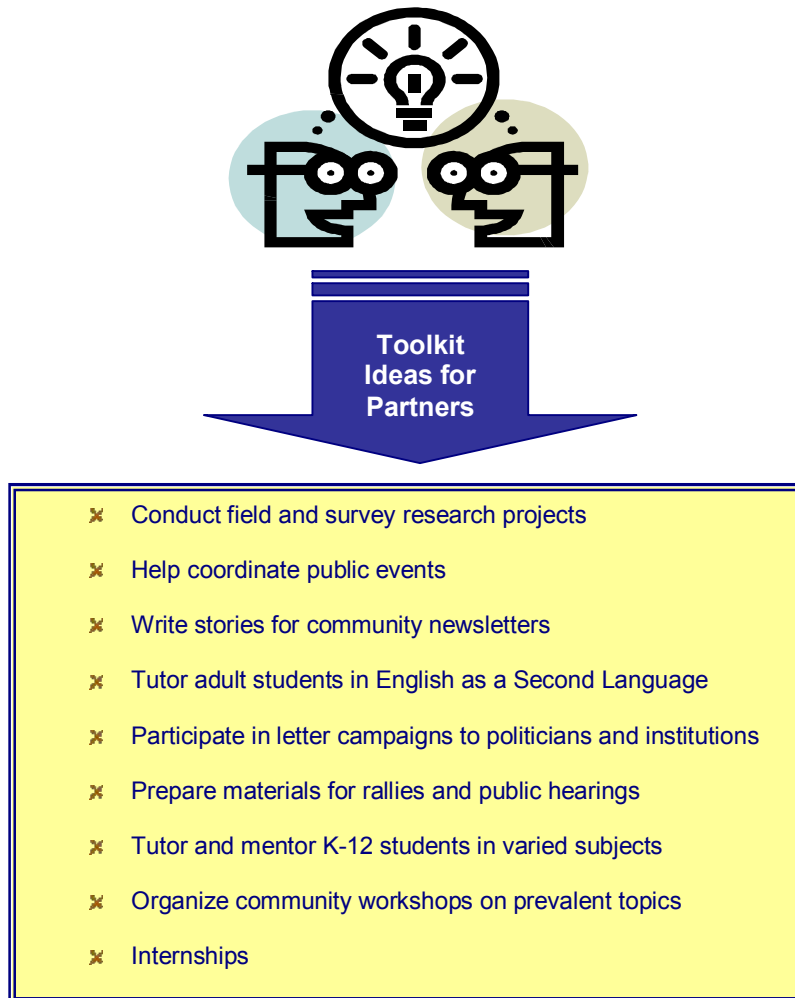 Toolkit
Ideas for
Partners
Conduct field and survey research projects
Help coordinate public events
Write stories for community newsletters
Tutor adult students in English as a Second Language
Participate in letter campaigns to politicians and institutions
Prepare materials for rallies and public hearings
Tutor and mentor K-12 students in varied subjects
Organize community workshops on prevalent topics
Internships